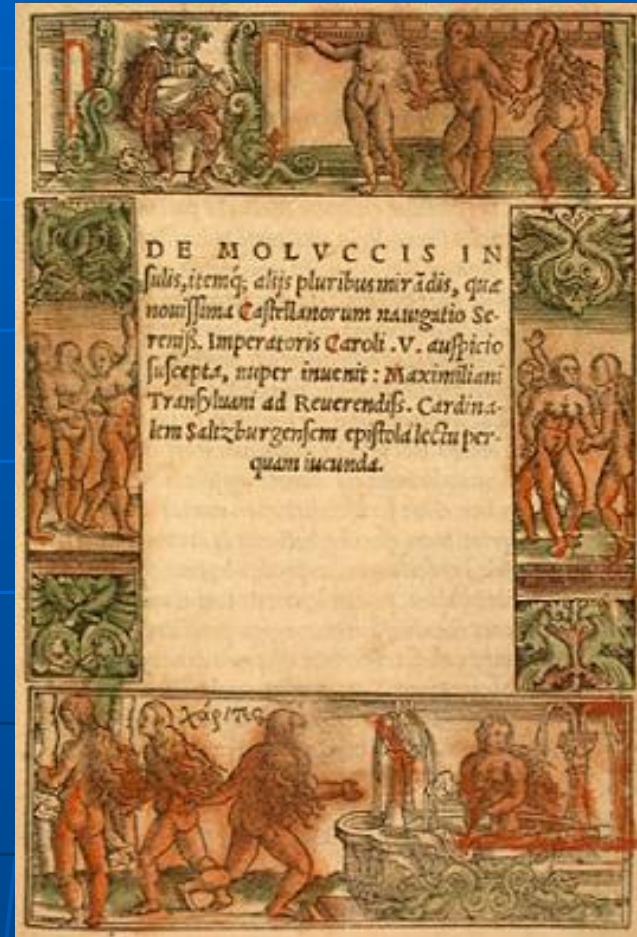 DE MOLVCCIS IN
ſulis, itemq́; alijs pluribus mirãdis, quæ
nouiſſima Caſtellanorum nauigatio Se-
reniſſ. Imperatoris Caroli .V. auſpicio
ſuſcepta, nuper inuenit : Maximiliani
Tranſyluani ad Reuerendiſſ. Cardina-
lem Saltzburgenſem epiſtola lectu per-
quam iucunda.
χάριτες